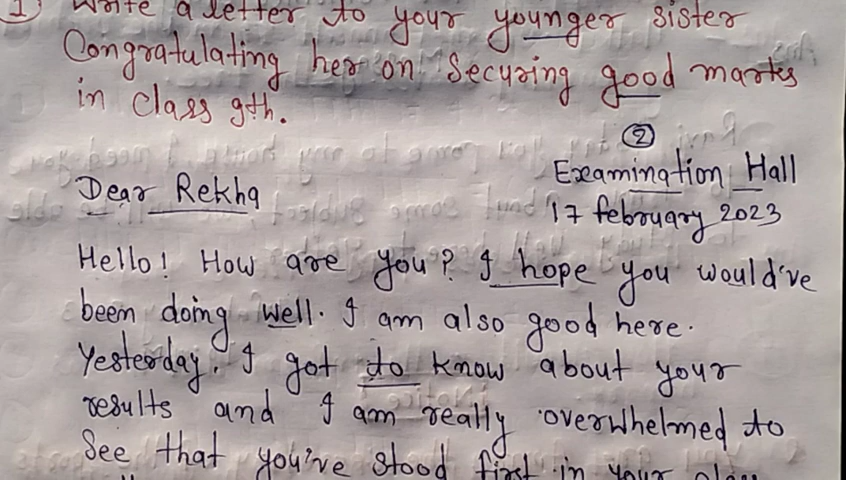 1) Write a letter to your younger sister
Congratulating her on Securing good marks
in class 9th.
2
Examination Hall
17 february 2023
Dear Rekha
Hello! How are you? I hope you would've
been doing well. I am also good here.
Yesterday, I got to know about your
results and I am really overwhelmed to
See that you've stood first in your class